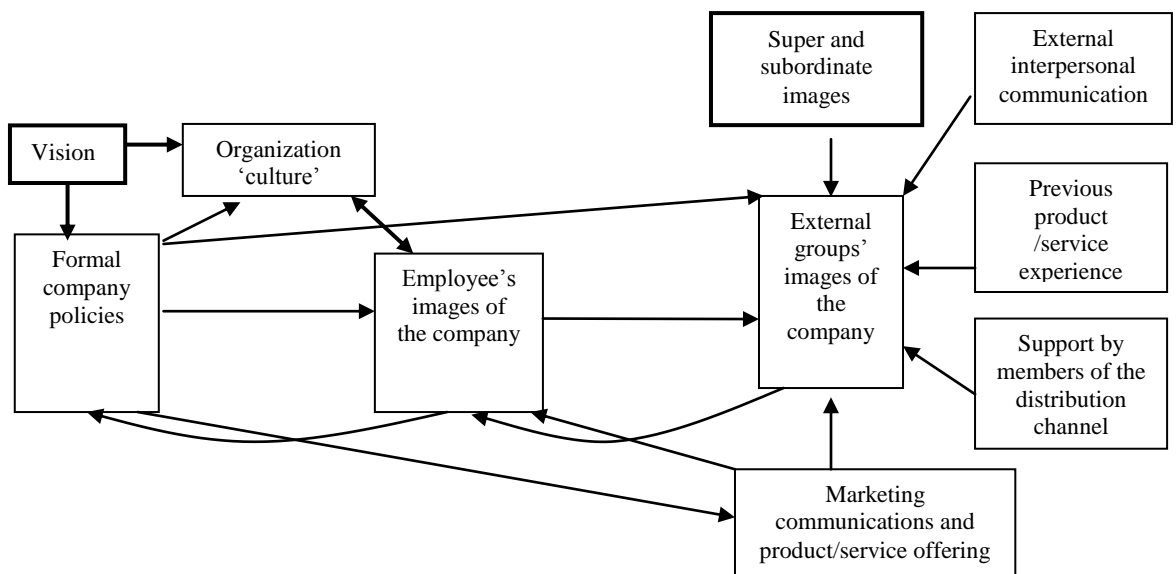 Super and
subordinate
images
External
interpersonal
communication
Vision
Organization
‘culture’
Formal
company
policies
Employee’s
images of
the company
External
groups’
images of
the
company
Previous
product
/service
experience
Support by
members of the
distribution
channel
Marketing
communications and
product/service offering